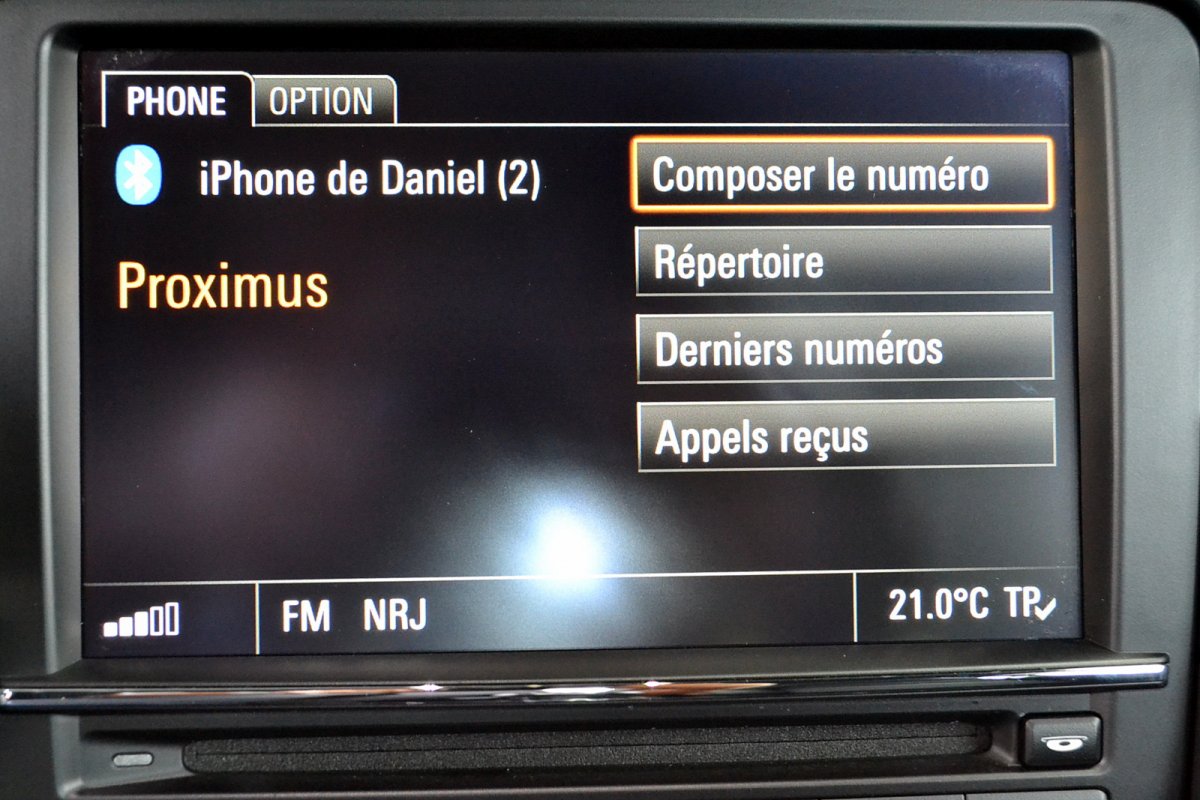 PHONE OPTION
iPhone de Daniel (2)
Proximus
Composer le numéro
Répertoire
Derniers numéros
Appels reçus
FM NRJ
21.0°C TP